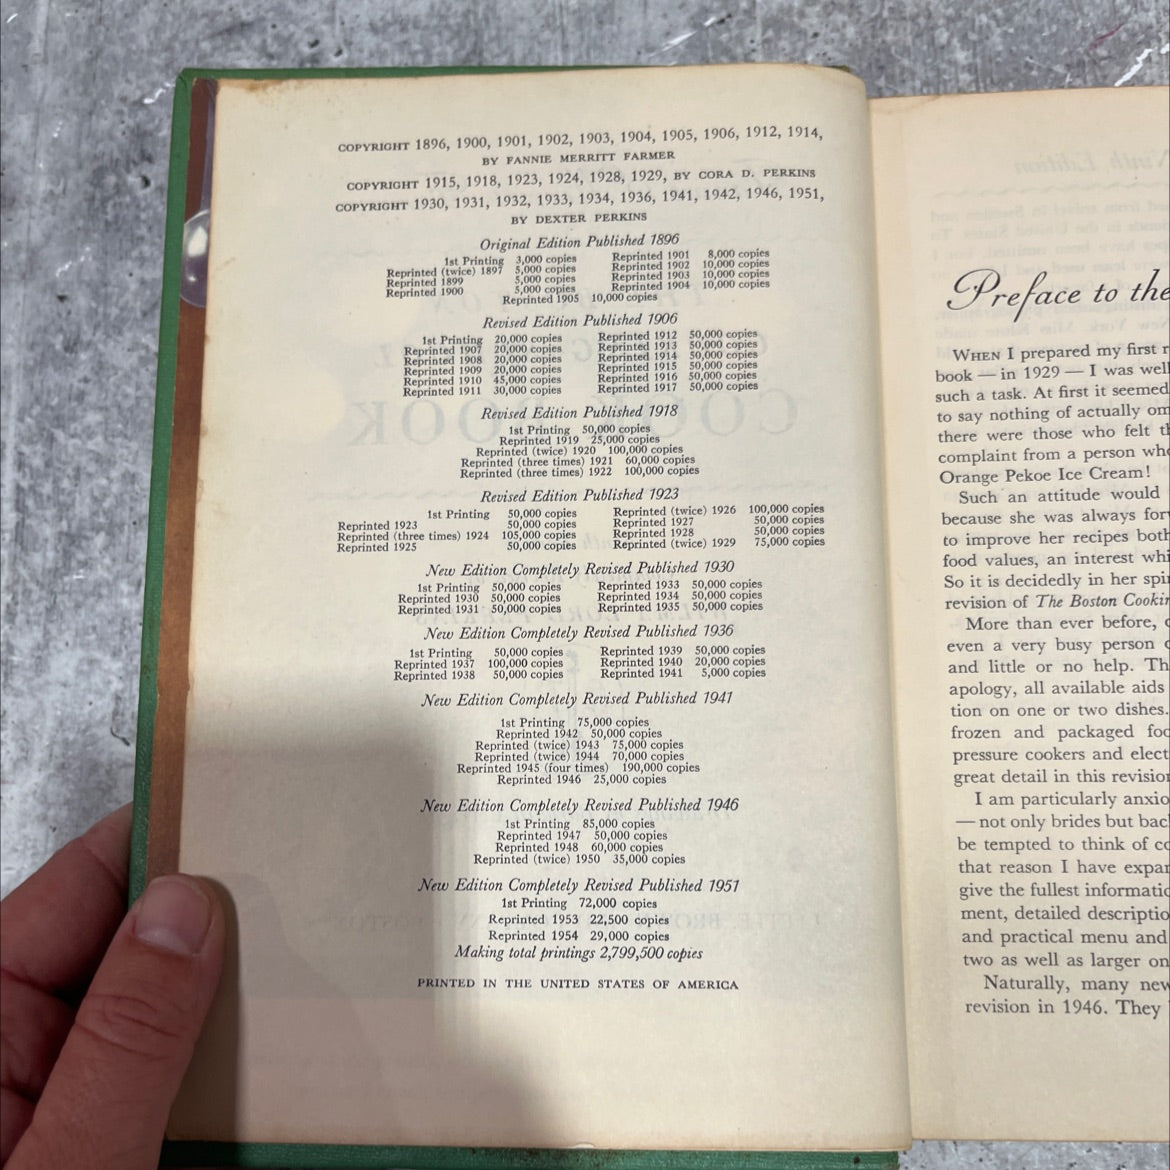 COPYRIGHT 1896, 1900, 1901, 1902, 1903, 1904, 1905, 1906, 1912, 1914,
BY FANNIE MERRITT FARMER
COPYRIGHT 1915, 1918, 1923, 1924, 1928, 1929, BY CORA D. PERKINS
COPYRIGHT 1930, 1931, 1932, 1933, 1934, 1936, 1941, 1942, 1946, 1951,
BY DEXTER PERKINS
Original Edition Published 1896
1st Printing 3,000 copies
Reprinted (twice) 1897 5,000 copies
Reprinted 1899 5,000 copies
Reprinted 1900 5,000 copies
Reprinted 1901 8,000 copies
Reprinted 1902 10,000 copies
Reprinted 1903 10,000 copies
Reprinted 1904 10,000 copies
Reprinted 1905 10,000 copies
Revised Edition Published 1906
1st Printing 20,000 copies
Reprinted 1907 20,000 copies
Reprinted 1908 20,000 copies
Reprinted 1909 20,000 copies
Reprinted 1910 45,000 copies
Reprinted 1911 30,000 copies
Reprinted 1912 50,000 copies
Reprinted 1913 50,000 copies
Reprinted 1914 50,000 copies
Reprinted 1915 50,000 copies
Reprinted 1916 50,000 copies
Reprinted 1917 50,000 copies
Revised Edition Published 1918
1st Printing 50,000 copies
Reprinted 1919 25,000 copies
Reprinted (twice) 1920 100,000 copies
Reprinted (three times) 1921 60,000 copies
Reprinted (three times) 1922 100,000 copies
Revised Edition Published 1923
1st Printing 50,000 copies
Reprinted 1923 50,000 copies
Reprinted (three times) 1924 105,000 copies
Reprinted 1925 50,000 copies
Reprinted (twice) 1926 100,000 copies
Reprinted 1927 50,000 copies
Reprinted 1928 50,000 copies
Reprinted (twice) 1929 75,000 copies
New Edition Completely Revised Published 1930
1st Printing 50,000 copies
Reprinted 1930 50,000 copies
Reprinted 1931 50,000 copies
Reprinted 1933 50,000 copies
Reprinted 1934 50,000 copies
Reprinted 1935 50,000 copies
New Edition Completely Revised Published 1936
1st Printing 50,000 copies
Reprinted 1937 100,000 copies
Reprinted 1938 50,000 copies
Reprinted 1939 50,000 copies
Reprinted 1940 20,000 copies
Reprinted 1941 5,000 copies
New Edition Completely Revised Published 1941
1st Printing 75,000 copies
Reprinted 1942 50,000 copies
Reprinted (twice) 1943 75,000 copies
Reprinted (twice) 1944 70,000 copies
Reprinted 1945 (four times) 190,000 copies
Reprinted 1946 25,000 copies
New Edition Completely Revised Published 1946
1st Printing 85,000 copies
Reprinted 1947 50,000 copies
Reprinted 1948 60,000 copies
Reprinted (twice) 1950 35,000 copies
New Edition Completely Revised Published 1951
1st Printing 72,000 copies
Reprinted 1953 22,500 copies
Reprinted 1954 29,000 copies
Making total printings 2,799,500 copies
PRINTED IN THE UNITED STATES OF AMERICA
Preface to the
WHEN I prepared my first r
book — in 1929 — I was well
such a task. At first it seemed
to say nothing of actually om
there were those who felt th
complaint from a person who
Orange Pekoe Ice Cream!
Such an attitude would
because she was always for
to improve her recipes both
food values, an interest whi
So it is decidedly in her spi
revision of The Boston Cookin
More than ever before,
even a very busy person
and little or no help. Th
apology, all available aids
tion on one or two dishes.
frozen and packaged foo
pressure cookers and elect
great detail in this revision
I am particularly anxio
— not only brides but bac
be tempted to think of co
that reason I have expan
give the fullest informatio
ment, detailed descriptio
and practical menu and
two as well as larger on
Naturally, many new
revision in 1946. They